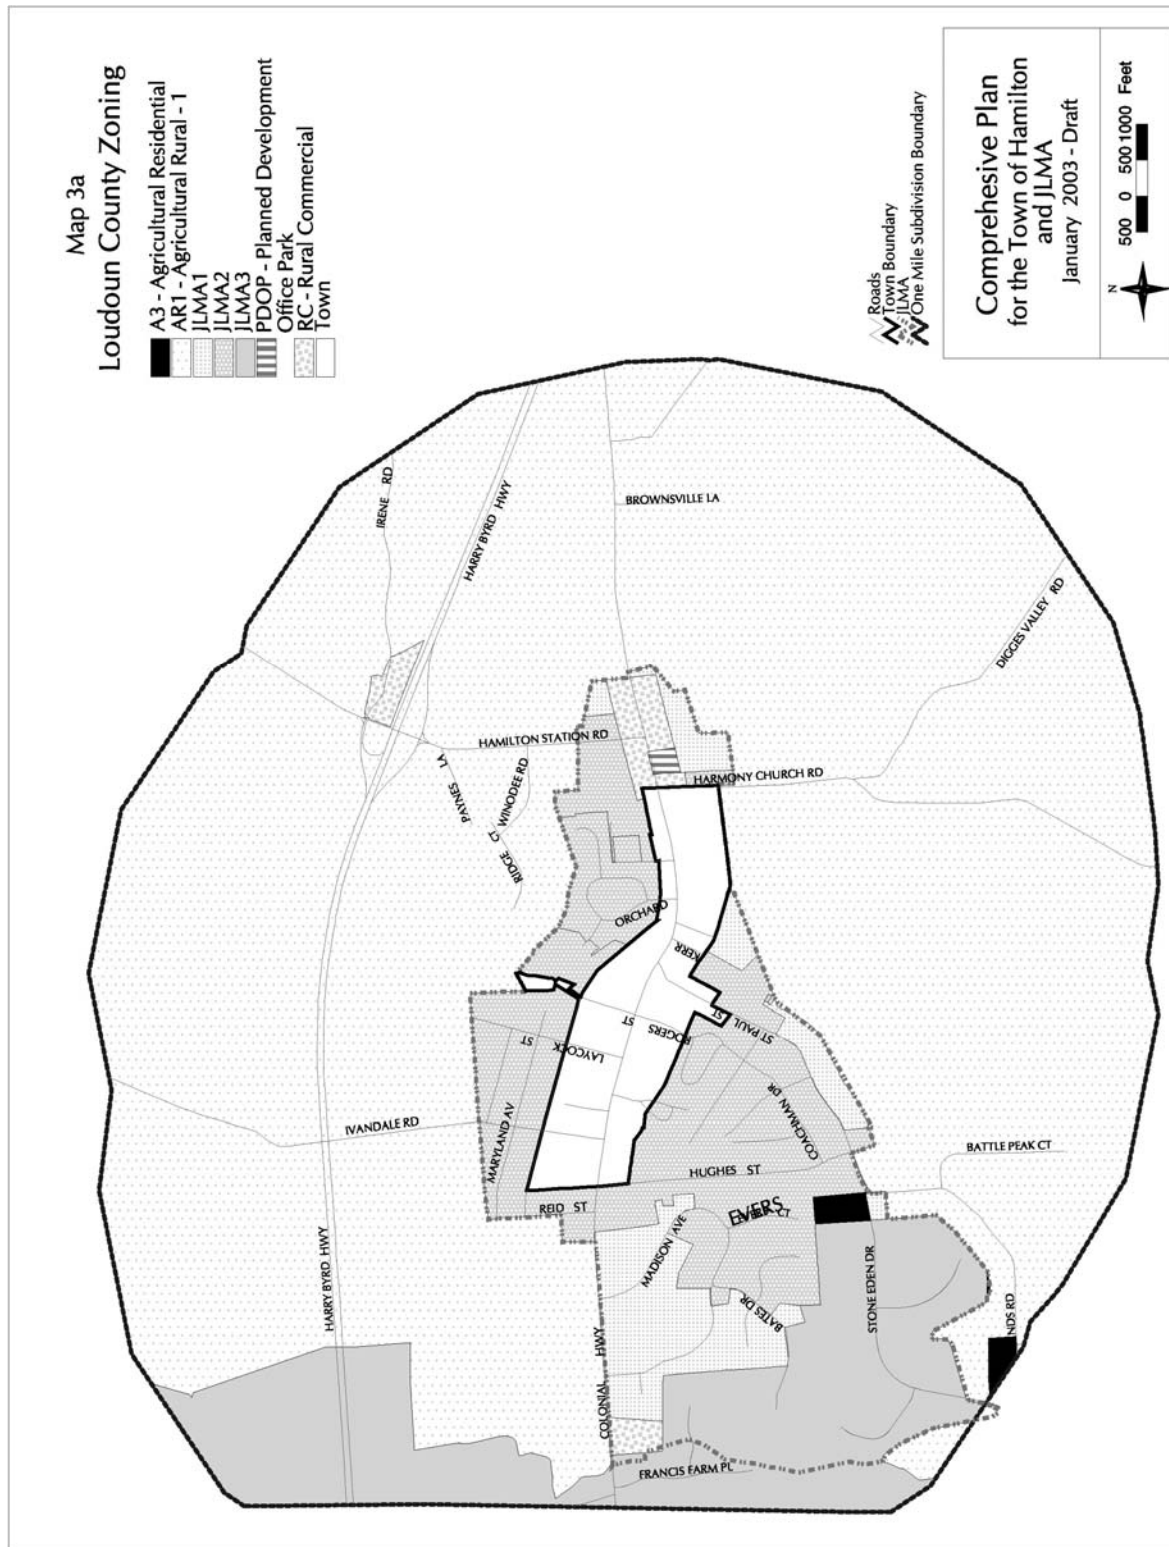 Map 3a
Loudoun County Zoning
A3 - Agricultural Residential
AR1 - Agricultural Rural - 1
JLMA1
JLMA2
JLMA3
PDOP - Planned Development
Office Park
RC - Rural Commercial
Town
IRENE RD
HARRY BYRD HWY
BROWNSVILLE LA
DIGGES VALLEY RD
HAMILTON STATION RD
PAYNES LA
WINODEE RD
RIDGE CT
HARMONY CHURCH RD
ORCHARD
KERR
ST
ROGERS ST
ST PAUL
LAYCOCK ST
IVANDALE RD
MARYLAND AV
COACHMAN DR
BATTLE PEAK CT
HUGHES ST
REID ST
EVERS
CT
MADISON AVE
HARRY BYRD HWY
BATES DR
STONE EDEN DR
NDS RD
COLONIAL HWY
FRANCIS FARM PL
Roads
Town Boundary
JLMA
One Mile Subdivision Boundary
Comprehesive Plan
for the Town of Hamilton
and JLMA
January 2003 - Draft
N
500 0 500 1000 Feet